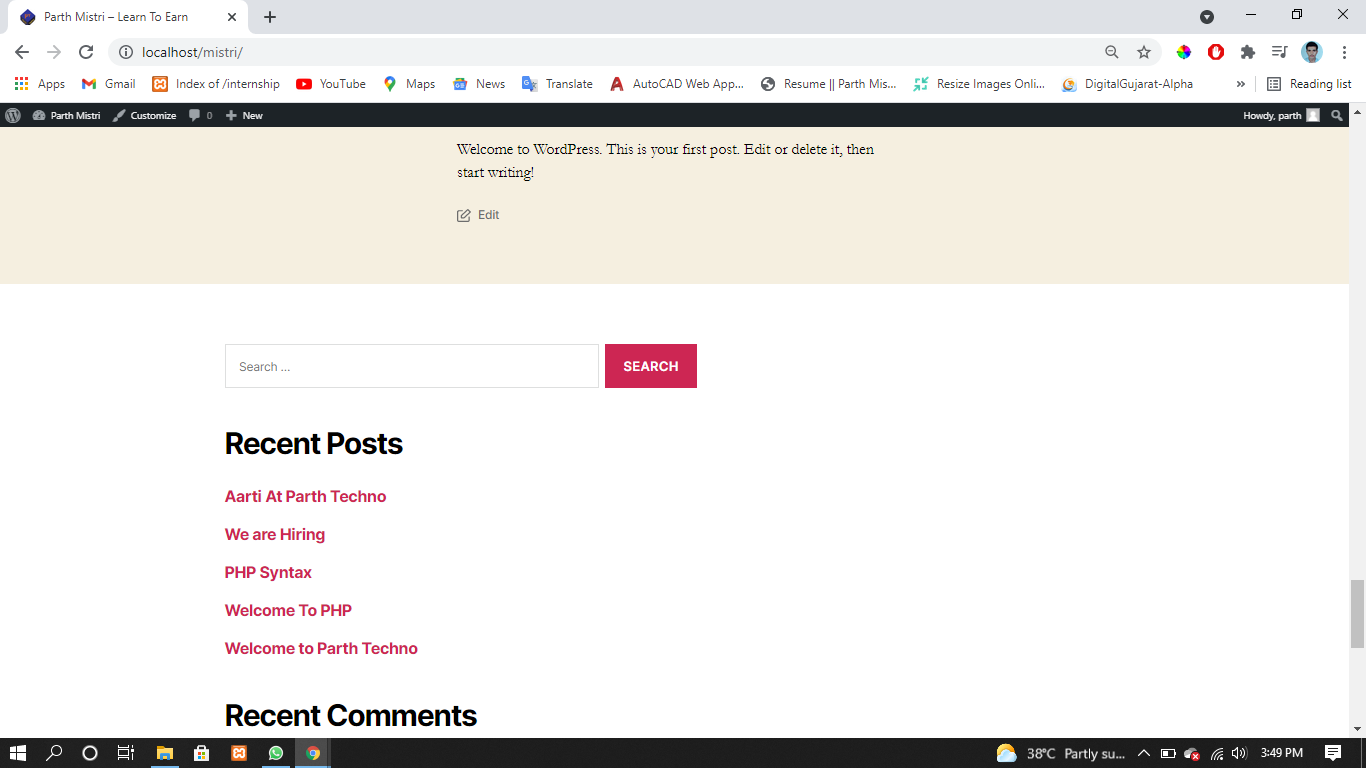 Parth Mistri – Learn To Earn
localhost/mistri/
Apps Gmail Index of /internship YouTube Maps News Translate AutoCAD Web App... Resume || Parth Mis... Resize Images Onli... DigitalGujarat-Alpha » Reading list
Parth Mistri Customize 0 New Howdy, parth
Welcome to WordPress. This is your first post. Edit or delete it, then
start writing!
Edit
Search ... SEARCH
Recent Posts
Aarti At Parth Techno
We are Hiring
PHP Syntax
Welcome To PHP
Welcome to Parth Techno
Recent Comments
38°C Partly su... 3:49 PM